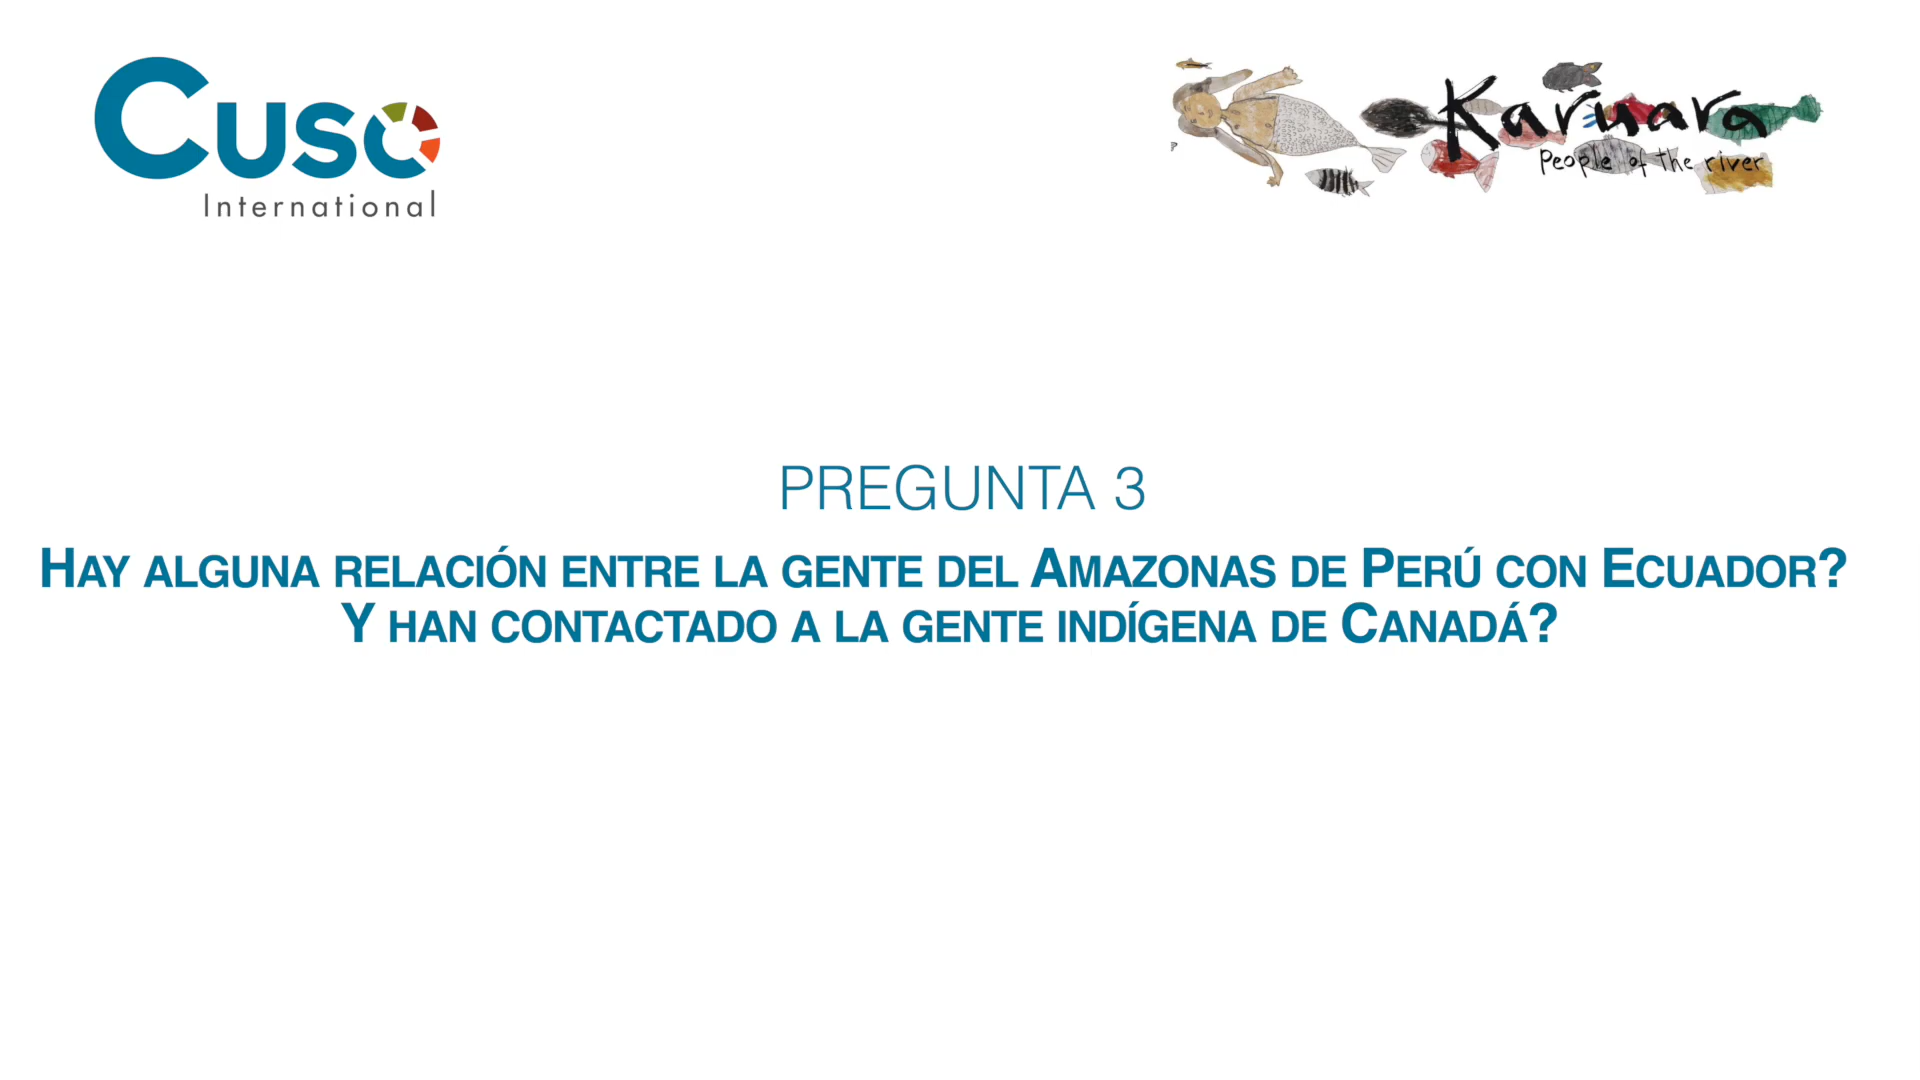 Cuso
International
Karuara
People of the river
PREGUNTA 3
HAY ALGUNA RELACIÓN ENTRE LA GENTE DEL AMAZONAS DE PERÚ CON ECUADOR?
Y HAN CONTACTADO A LA GENTE INDÍGENA DE CANADÁ?